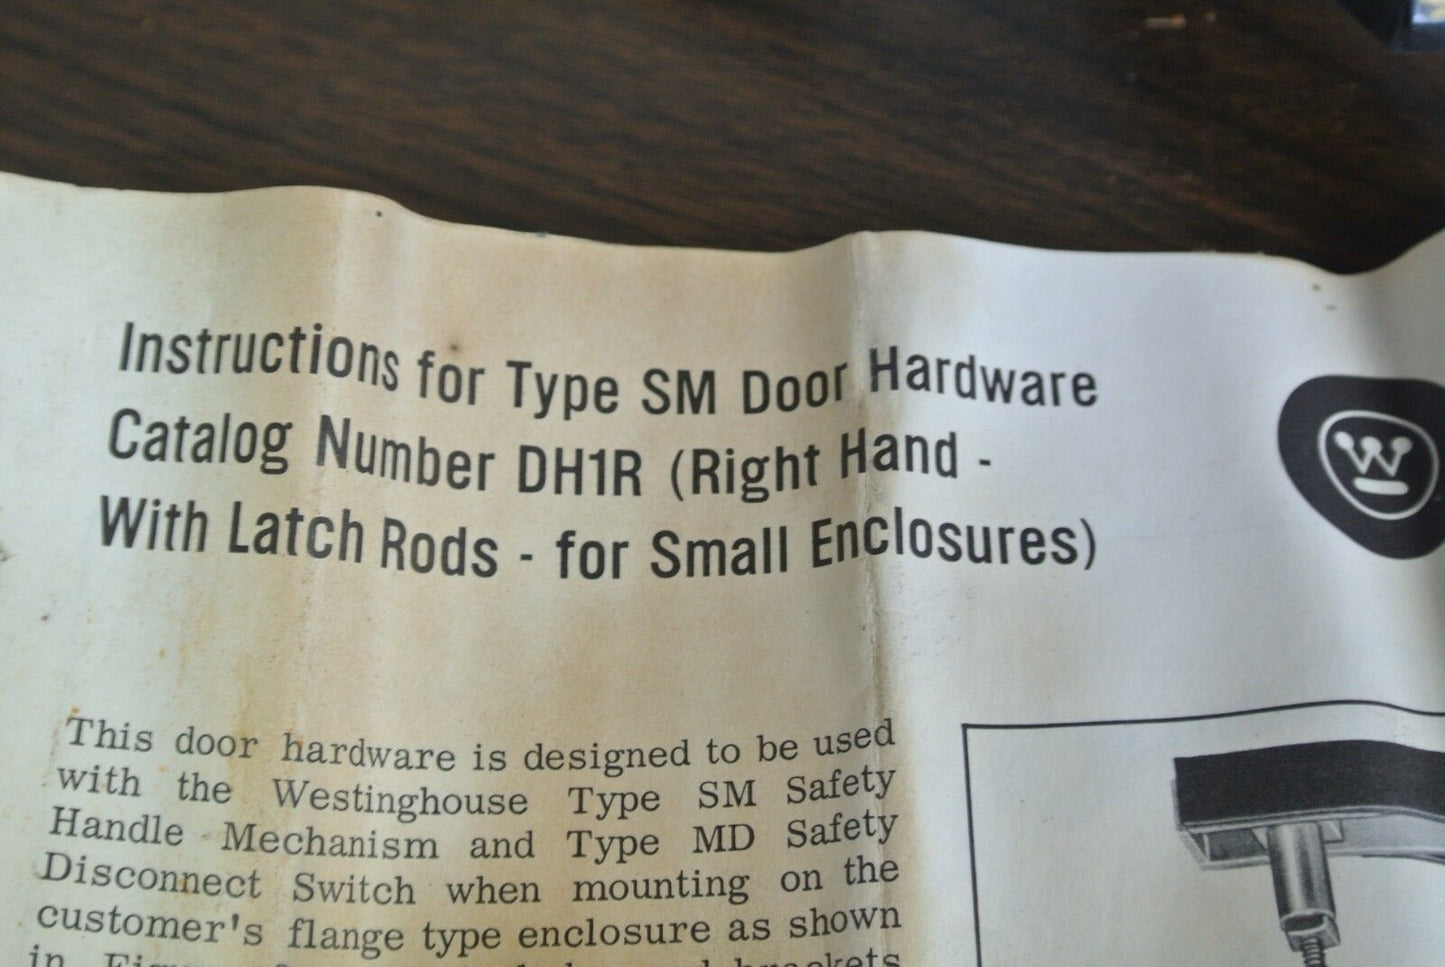 Instructions for Type SM Door Hardware
Catalog Number DH1R (Right Hand -
With Latch Rods - for Small Enclosures)
W
This door hardware is designed to be used
with the Westinghouse Type SM Safety
Handle Mechanism and Type MD Safety
Disconnect Switch when mounting on the
customer's flange type enclosure as shown
in brackets